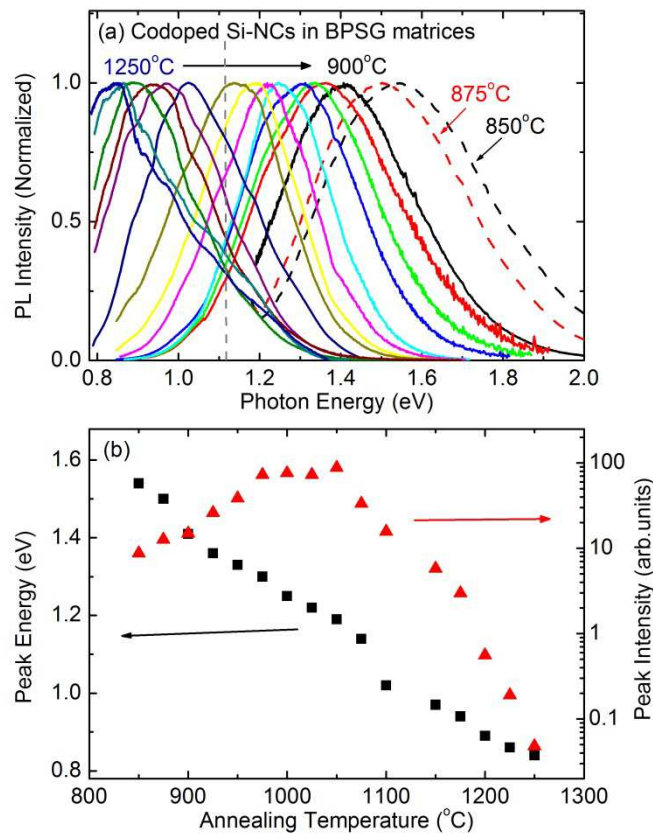 (a) Codoped Si-NCs in BPSG matrices
1250°C
900°C
875°C
850°C
PL Intensity (Normalized)
1.0
0.5
0.0
0.8 1.0 1.2 1.4 1.6 1.8 2.0
Photon Energy (eV)
(b)
Peak Energy (eV)
1.6
1.4
1.2
1.0
0.8
100
10
1
0.1
Peak Intensity (arb.units)
800 900 1000 1100 1200 1300
Annealing Temperature (°C)